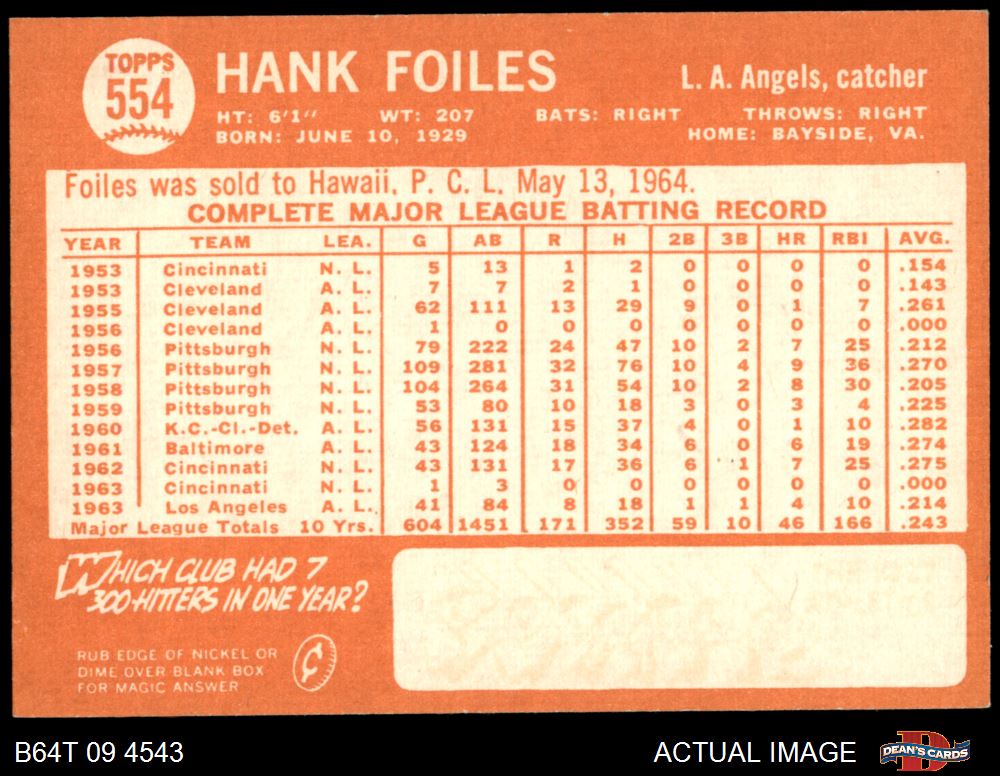 TOPPS
554
HANK FOILES
L. A. Angels, catcher
HT: 6'1" WT: 207 BATS: RIGHT THROWS: RIGHT
BORN: JUNE 10, 1929 HOME: BAYSIDE, VA.
Foiles was sold to Hawaii, P. C. L. May 13, 1964.
COMPLETE MAJOR LEAGUE BATTING RECORD
YEAR TEAM LEA. G AB R H 2B 3B HR RBI AVG.
1953 Cincinnati N. L. 5 13 1 2 0 0 0 0 .154
1953 Cleveland A. L. 7 7 2 1 0 0 0 0 .143
1955 Cleveland A. L. 62 111 13 29 9 0 1 7 .261
1956 Cleveland A. L. 1 0 0 0 0 0 0 0 .000
1956 Pittsburgh N. L. 79 222 24 47 10 2 7 25 .212
1957 Pittsburgh N. L. 109 281 32 76 10 4 9 36 .270
1958 Pittsburgh N. L. 104 264 31 54 10 2 8 30 .205
1959 Pittsburgh N. L. 53 80 10 18 3 0 3 4 .225
1960 K.C.-Cl.-Det. A. L. 56 131 15 37 4 0 1 10 .282
1961 Baltimore A. L. 43 124 18 34 6 0 6 19 .274
1962 Cincinnati N. L. 43 131 17 36 6 1 7 25 .275
1963 Cincinnati N. L. 1 3 0 0 0 0 0 0 .000
1963 Los Angeles A. L. 41 84 8 18 1 1 4 10 .214
Major League Totals 10 Yrs. 604 1451 171 352 59 10 46 166 .243
WHICH CLUB HAD 7
300-HITTERS IN ONE YEAR?
RUB EDGE OF NICKEL OR
DIME OVER BLANK BOX
FOR MAGIC ANSWER
¢
B64T 09 4543
ACTUAL IMAGE
D
DEAN'S CARDS